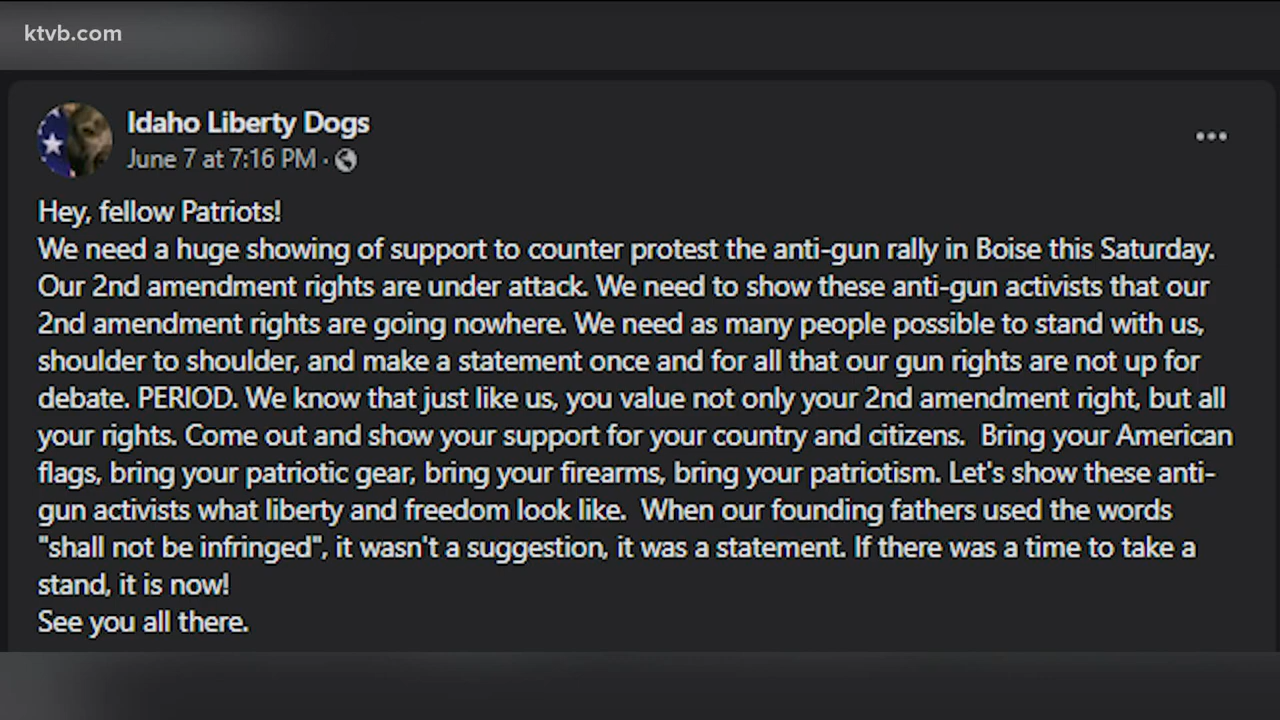 ktvb.com
Idaho Liberty Dogs
June 7 at 7:16 PM ·
Hey, fellow Patriots!
We need a huge showing of support to counter protest the anti-gun rally in Boise this Saturday.
Our 2nd amendment rights are under attack. We need to show these anti-gun activists that our
2nd amendment rights are going nowhere. We need as many people possible to stand with us,
shoulder to shoulder, and make a statement once and for all that our gun rights are not up for
debate. PERIOD. We know that just like us, you value not only your 2nd amendment right, but all
your rights. Come out and show your support for your country and citizens.  Bring your American
flags, bring your patriotic gear, bring your firearms, bring your patriotism. Let's show these anti-
gun activists what liberty and freedom look like.  When our founding fathers used the words
"shall not be infringed", it wasn't a suggestion, it was a statement. If there was a time to take a
stand, it is now!
See you all there.